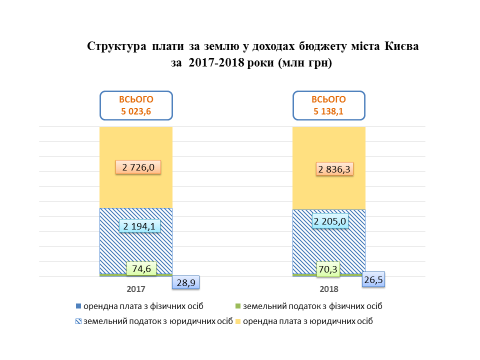 Структура плати за землю у доходах бюджету міста Києва
за 2017-2018 роки (млн грн)
ВСЬОГО
5 023,6
ВСЬОГО
5 138,1
2 726,0
2 836,3
2 194,1
2 205,0
74,6
70,3
28,9
26,5
2017
2018
орендна плата з фізичних осіб
земельний податок з фізичних осіб
земельний податок з юридичних осіб
орендна плата з юридичних осіб